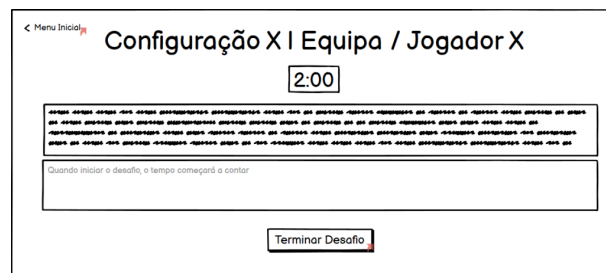 < Menu Inicial
Configuração X | Equipa / Jogador X
2:00
Quando iniciar o desafio, o tempo começará a contar
Terminar Desafio